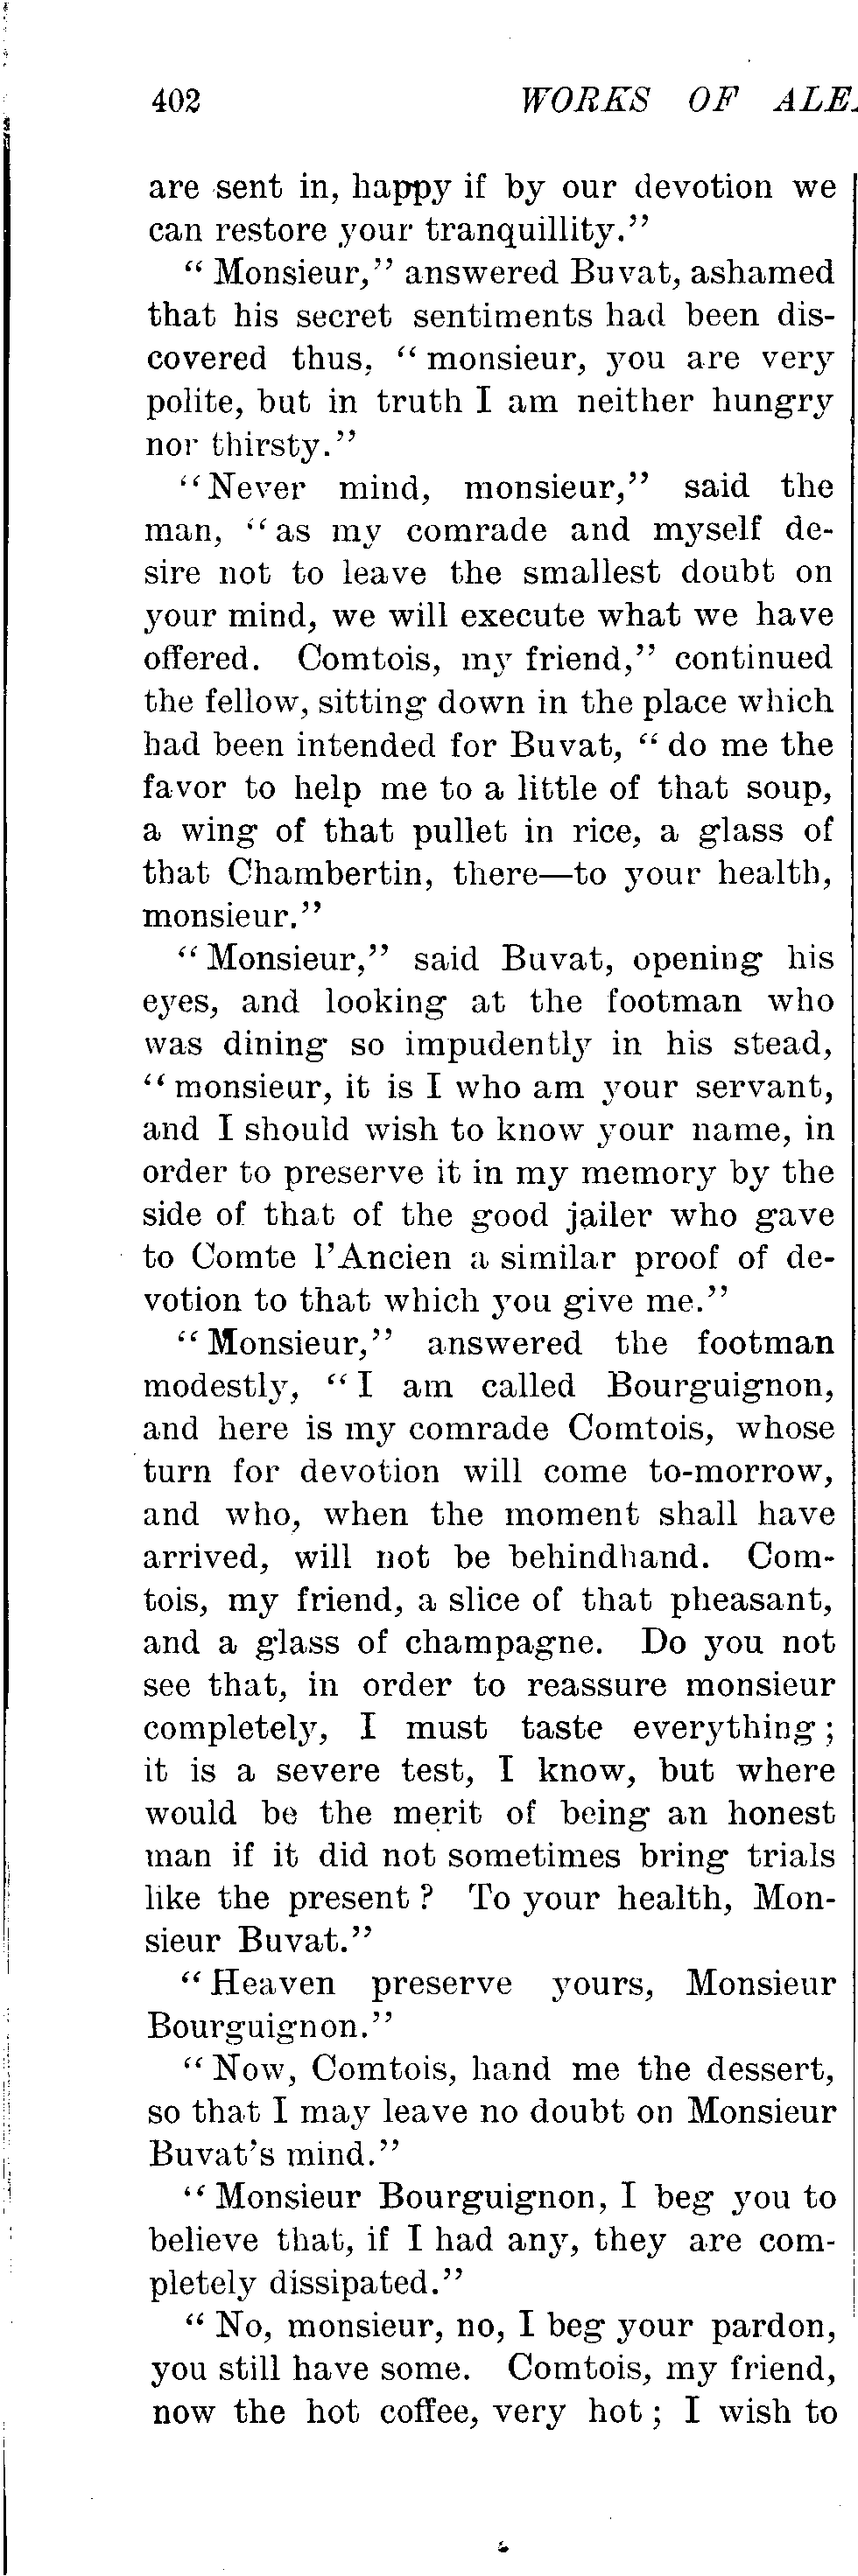 402 WORKS OF ALE
are sent in, happy if by our devotion we
can restore your tranquillity."
"Monsieur," answered Buvat, ashamed
that his secret sentiments had been dis-
covered thus, "monsieur, you are very
polite, but in truth I am neither hungry
nor thirsty."
"Never mind, monsieur," said the
man, "as my comrade and myself de-
sire not to leave the smallest doubt on
your mind, we will execute what we have
offered. Comtois, my friend," continued
the fellow, sitting down in the place which
had been intended for Buvat, "do me the
favor to help me to a little of that soup,
a wing of that pullet in rice, a glass of
that Chambertin, there—to your health,
monsieur."
"Monsieur," said Buvat, opening his
eyes, and looking at the footman who
was dining so impudently in his stead,
"monsieur, it is I who am your servant,
and I should wish to know your name, in
order to preserve it in my memory by the
side of that of the good jailer who gave
to Comte l'Ancien a similar proof of de-
votion to that which you give me."
"Monsieur," answered the footman
modestly, "I am called Bourguignon,
and here is my comrade Comtois, whose
turn for devotion will come to-morrow,
and who, when the moment shall have
arrived, will not be behindhand. Com-
tois, my friend, a slice of that pheasant,
and a glass of champagne. Do you not
see that, in order to reassure monsieur
completely, I must taste everything;
it is a severe test, I know, but where
would be the merit of being an honest
man if it did not sometimes bring trials
like the present? To your health, Mon-
sieur Buvat."
"Heaven preserve yours, Monsieur
Bourguignon."
"Now, Comtois, hand me the dessert,
so that I may leave no doubt on Monsieur
Buvat's mind."
"Monsieur Bourguignon, I beg you to
believe that, if I had any, they are com-
pletely dissipated."
"No, monsieur, no, I beg your pardon,
you still have some. Comtois, my friend,
now the hot coffee, very hot; I wish to